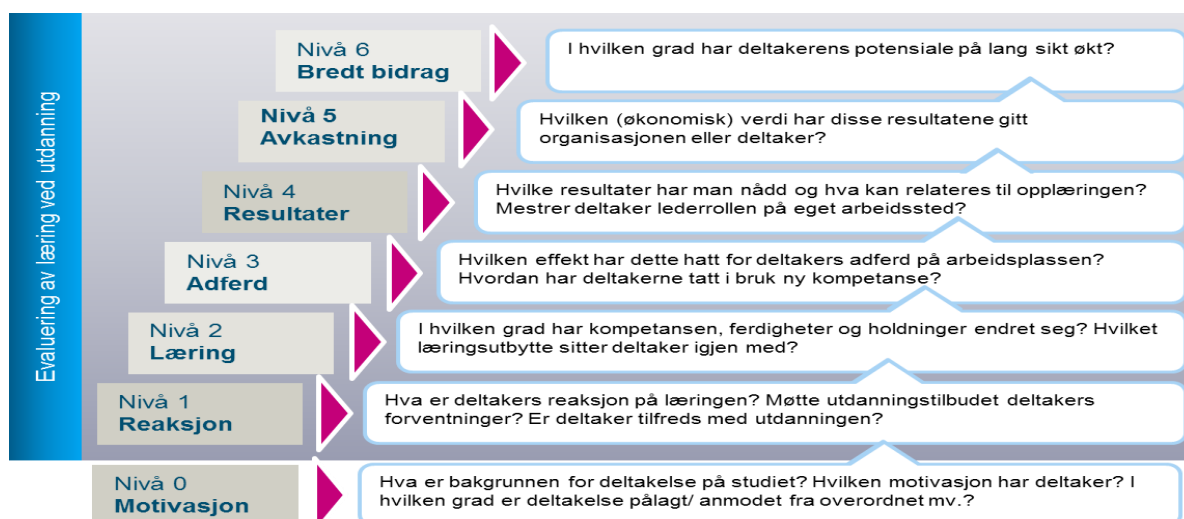 Evaluering av læring ved utdanning
Nivå 6
Bredt bidrag
I hvilken grad har deltakerens potensiale på lang sikt økt?
Nivå 5
Avkastning
Hvilken (økonomisk) verdi har disse resultatene gitt
organisasjonen eller deltaker?
Nivå 4
Resultater
Hvilke resultater har man nådd og hva kan relateres til opplæringen?
Mestrer deltaker lederrollen på eget arbeidssted?
Nivå 3
Adferd
Hvilken effekt har dette hatt for deltakers adferd på arbeidsplassen?
Hvordan har deltakerne tatt i bruk ny kompetanse?
Nivå 2
Læring
I hvilken grad har kompetansen, ferdigheter og holdninger endret seg? Hvilket
læringsutbytte sitter deltaker igjen med?
Nivå 1
Reaksjon
Hva er deltakers reaksjon på læringen? Møtte utdanningstilbudet deltakers
forventninger? Er deltaker tilfreds med utdanningen?
Nivå 0
Motivasjon
Hva er bakgrunnen for deltakelse på studiet? Hvilken motivasjon har deltaker? I
hvilken grad er deltakelse pålagt/ anmodet fra overordnet mv.?